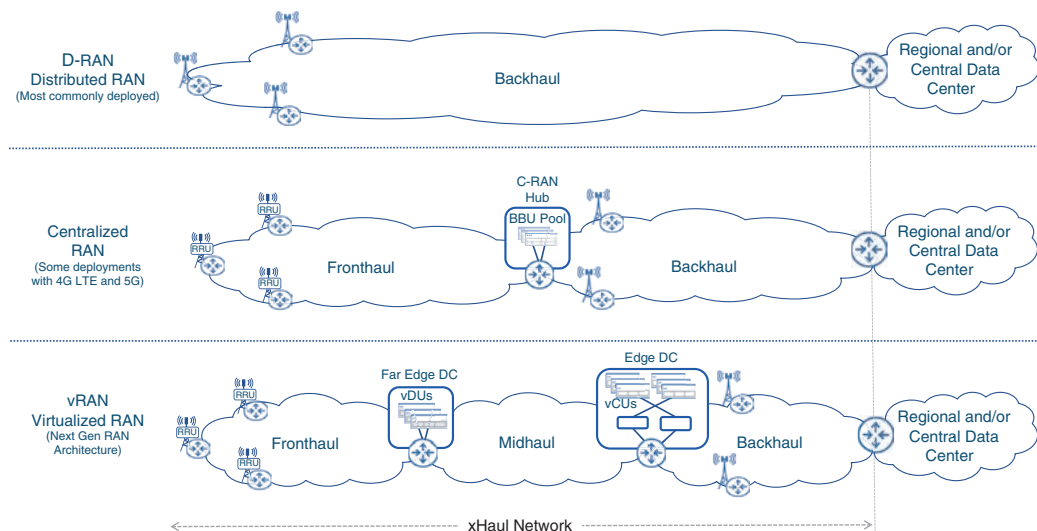 D-RAN
Distributed RAN
(Most commonly deployed)
Backhaul
Regional and/or
Central Data
Center
Centralized
RAN
(Some deployments
with 4G LTE and 5G)
RRU
RRU
RRU
Fronthaul
C-RAN
Hub
BBU Pool
Backhaul
Regional and/or
Central Data
Center
vRAN
Virtualized RAN
(Next Gen RAN
Architecture)
RRU
RRU
RRU
Fronthaul
Far Edge DC
vDUs
Midhaul
Edge DC
vCUs
Backhaul
Regional and/or
Central Data
Center
xHaul Network